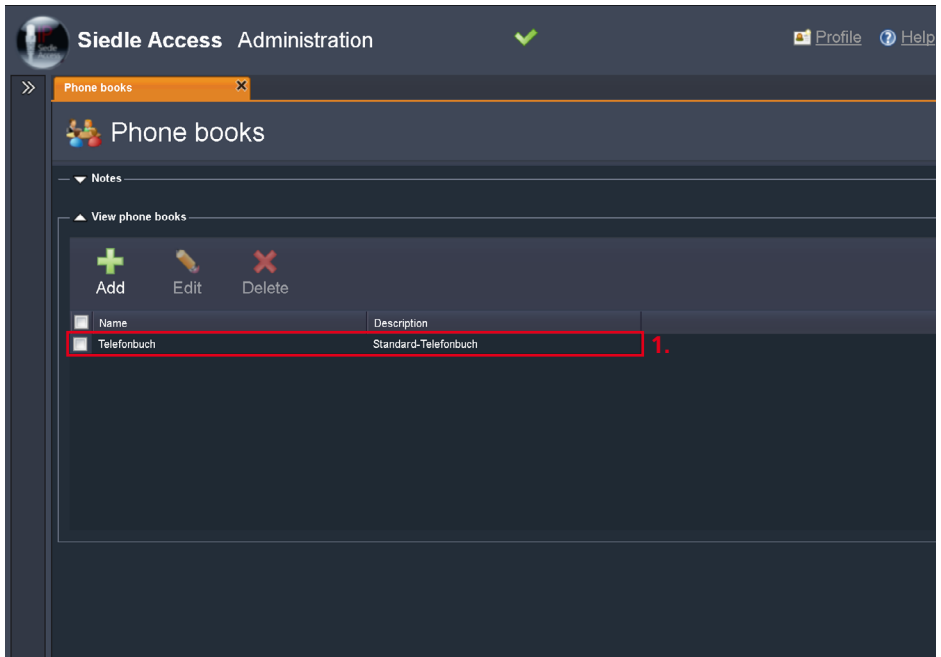 Siedle Access Administration
Profile
Help
Phone books
Phone books
Notes
View phone books
Add Edit Delete
Name Description
Telefonbuch Standard-Telefonbuch 1.